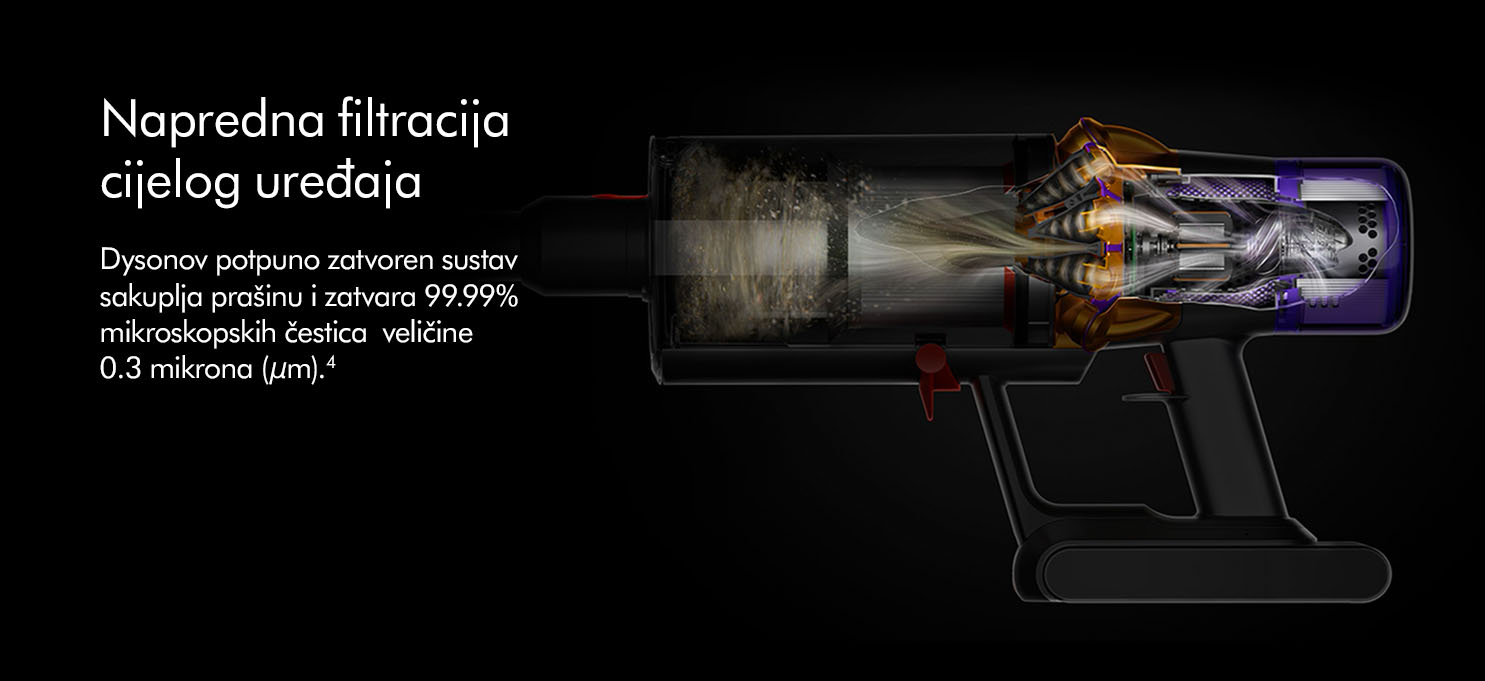 Napredna filtracija
cijelog uređaja
Dysonov potpuno zatvoren sustav
sakuplja prašinu i zatvara 99.99%
mikroskopskih čestica  veličine
0.3 mikrona (μm).⁴